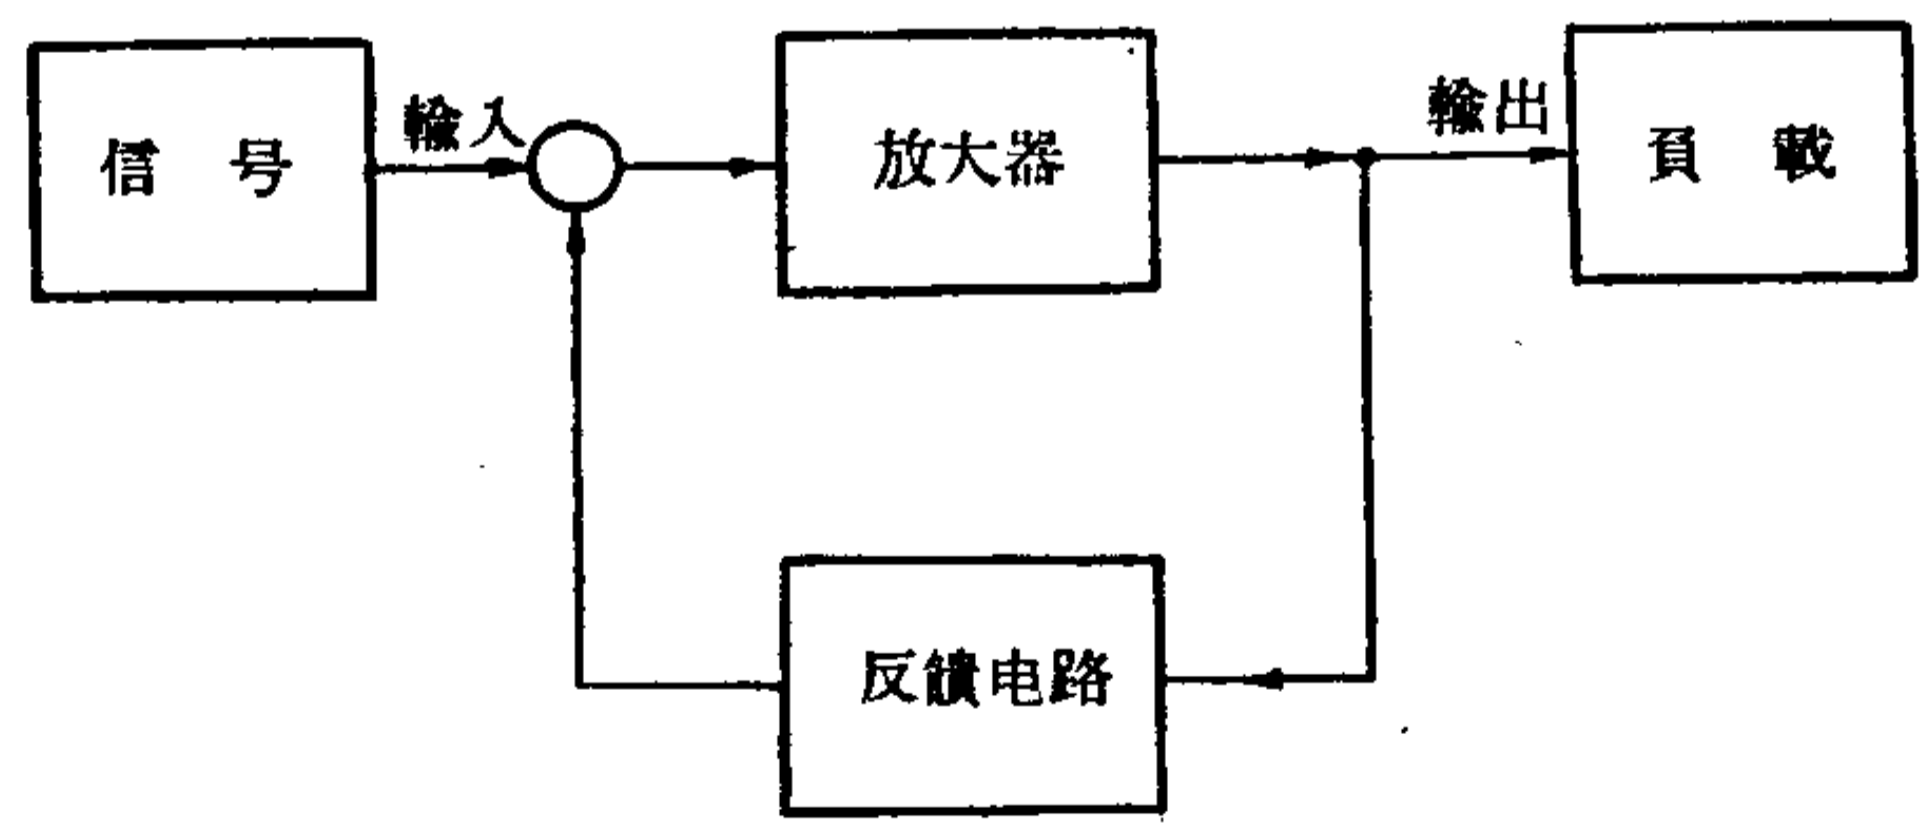 信 号
輸入
放大器
輸出
負 載
反饋电路